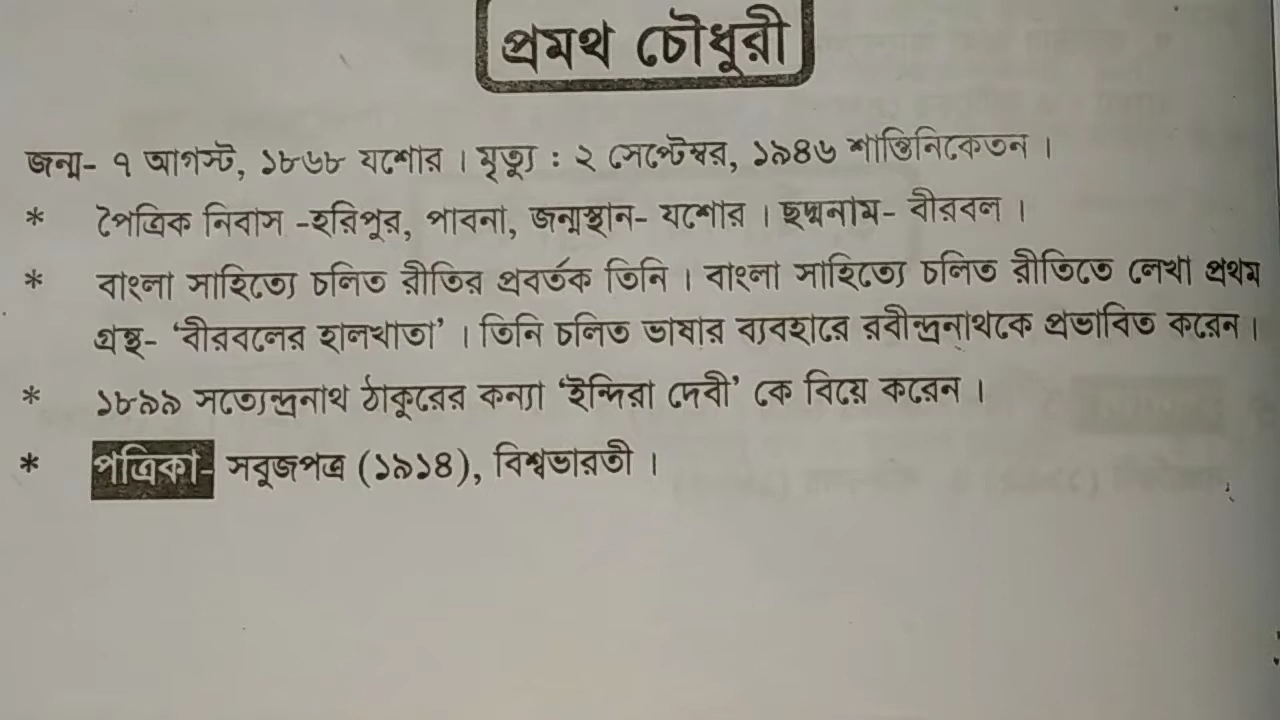 প্রমথ চৌধুরী
জন্ম- ৭ আগস্ট, ১৮৬৮ যশোর । মৃত্যু : ২ সেপ্টেম্বর, ১৯৪৬ শান্তিনিকেতন ।
* পৈত্রিক নিবাস -হরিপুর, পাবনা, জন্মস্থান- যশোর । ছদ্মনাম- বীরবল ।
* বাংলা সাহিত্যে চলিত রীতির প্রবর্তক তিনি । বাংলা সাহিত্যে চলিত রীতিতে লেখা প্রথম
গ্রন্থ- ‘বীরবলের হালখাতা’ । তিনি চলিত ভাষার ব্যবহারে রবীন্দ্রনাথকে প্রভাবিত করেন ।
* ১৮৯৯ সত্যেন্দ্রনাথ ঠাকুরের কন্যা ‘ইন্দিরা দেবী’ কে বিয়ে করেন ।
* পত্রিকা- সবুজপত্র (১৯১৪), বিশ্বভারতী ।